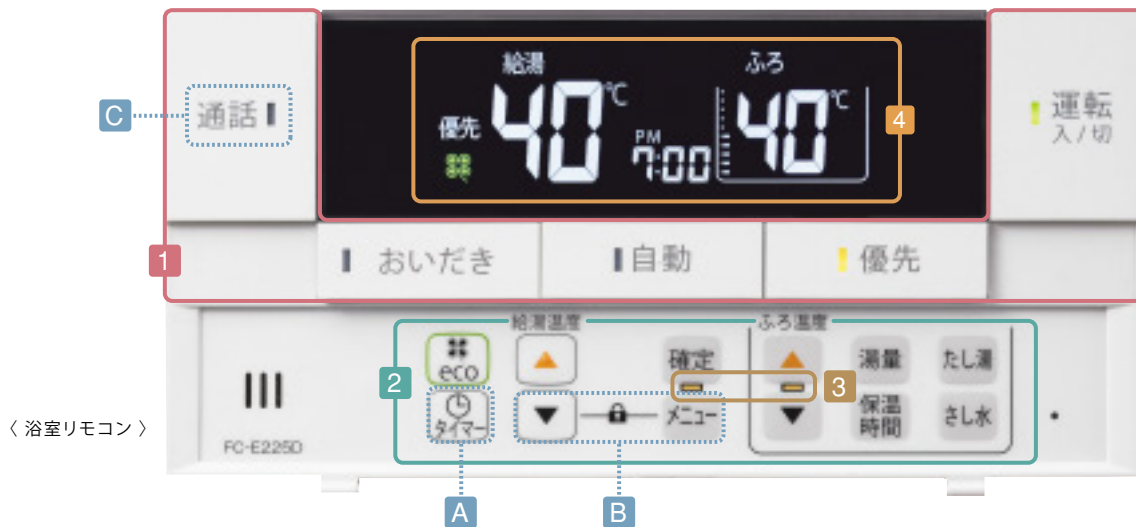 給湯
ふろ
C
通話
優先
40℃
PM
7:00
40℃
4
運転
入/切
1
おいだき
自動
優先
給湯温度
ふろ温度
2
eco
確定
3
湯量
たし湯
タイマー
メニュー
保温
時間
さし水
〈 浴室リモコン 〉
FC-E225D
A
B